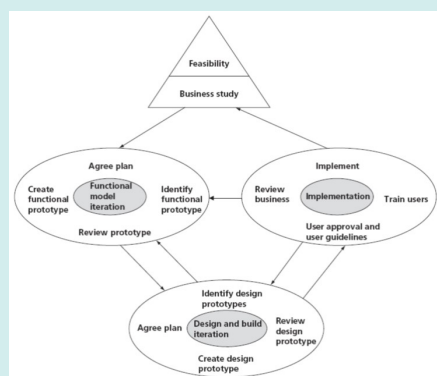 Feasibility
Business study
Agree plan
Create
functional
prototype
Functional
model
iteration
Identify
functional
prototype
Review prototype
Implement
Review
business
Implementation
Train users
User approval and
user guidelines
Identify design
prototypes
Agree plan
Design and build
iteration
Review
design
prototype
Create design
prototype